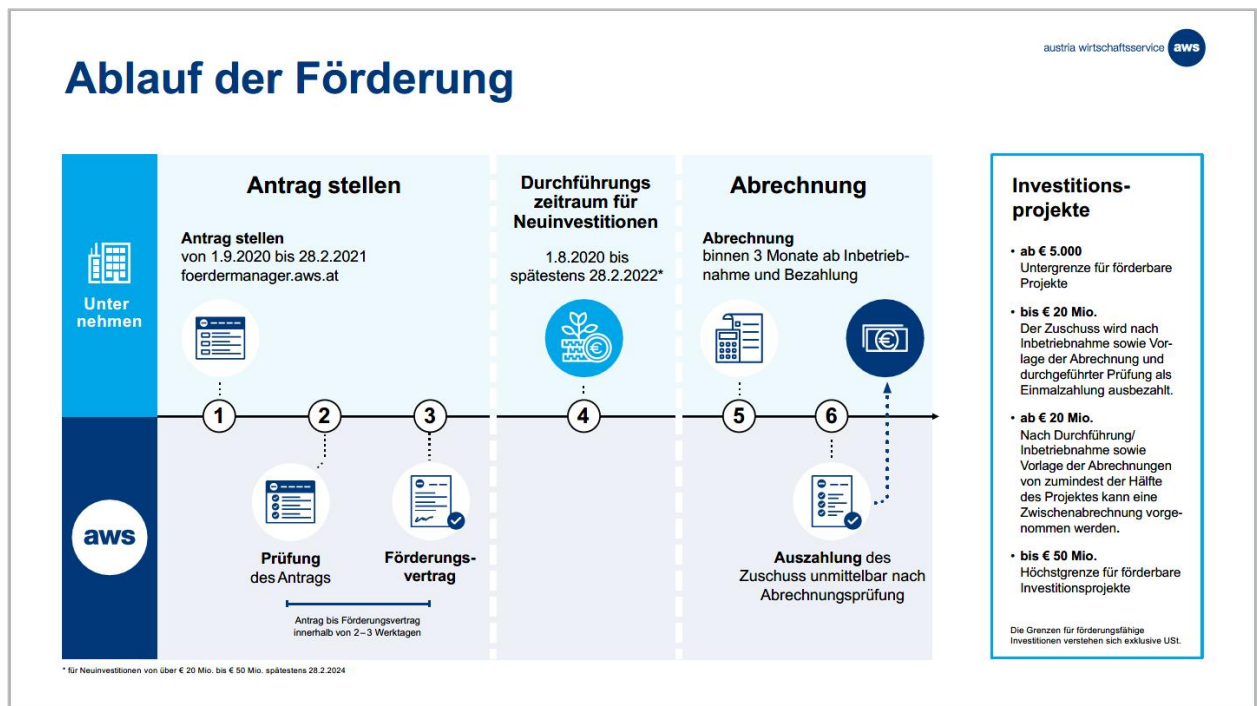 austria wirtschaftsservice aws
Ablauf der Förderung
Unter
nehmen
aws
Antrag stellen
Antrag stellen
von 1.9.2020 bis 28.2.2021
foerdermanager.aws.at
Durchführungs
zeitraum für
Neuinvestitionen
1.8.2020 bis
spätestens 28.2.2022*
Abrechnung
Abrechnung
binnen 3 Monate ab Inbetrieb-
nahme und Bezahlung
1 2 3 4 5 6
Prüfung
des Antrags
Förderungs-
vertrag
Antrag bis Förderungsvertrag
innerhalb von 2–3 Werktagen
Auszahlung des
Zuschuss unmittelbar nach
Abrechnungsprüfung
Investitions-
projekte
• ab € 5.000
Untergrenze für förderbare
Projekte
• bis € 20 Mio.
Der Zuschuss wird nach
Inbetriebnahme sowie Vor-
lage der Abrechnung und
durchgeführter Prüfung als
Einmalzahlung ausbezahlt.
• ab € 20 Mio.
Nach Durchführung/
Inbetriebnahme sowie
Vorlage der Abrechnungen
von zumindest der Hälfte
des Projektes kann eine
Zwischenabrechnung vorge-
nommen werden.
• bis € 50 Mio.
Höchstgrenze für förderbare
Investitionsprojekte
Die Grenzen für förderungsfähige
Investitionen verstehen sich exklusive USt.
* für Neuinvestitionen von über € 20 Mio. bis € 50 Mio. spätestens 28.2.2024